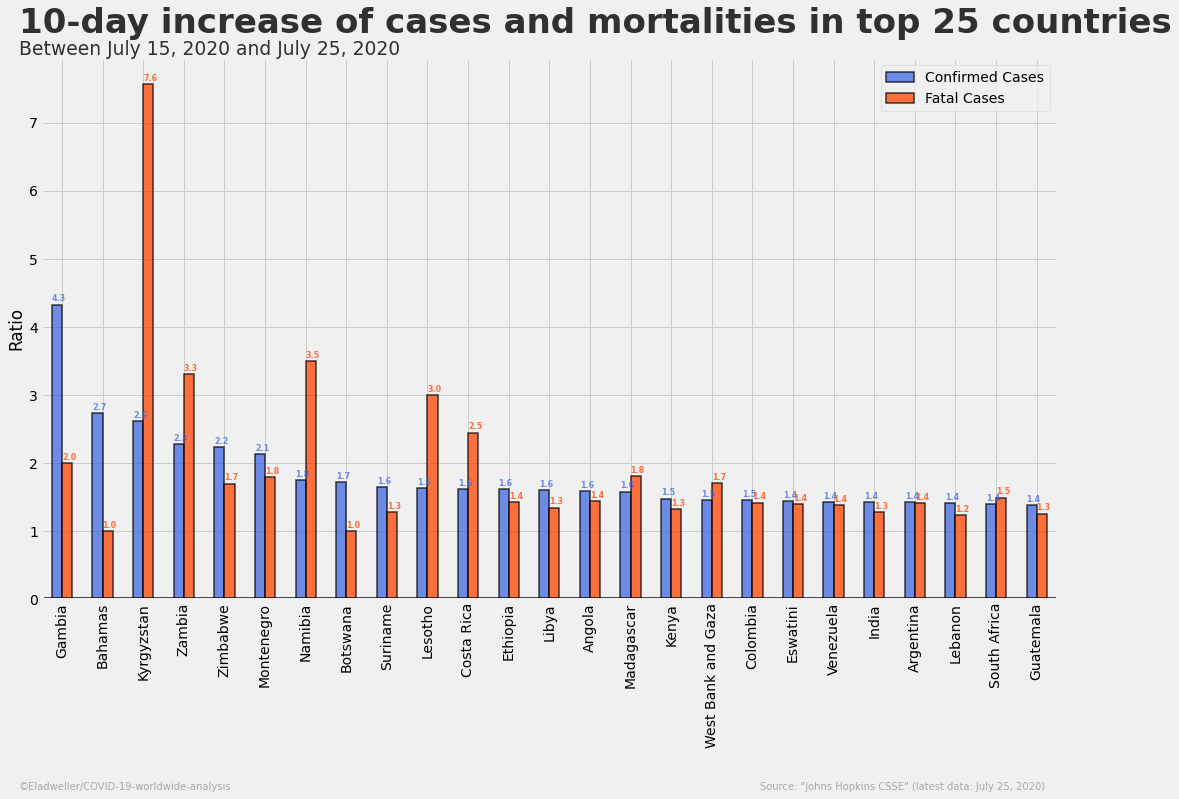 10-day increase of cases and mortalities in top 25 countries
Between July 15, 2020 and July 25, 2020
Confirmed Cases
Fatal Cases
Ratio
7
6
5
4
3
2
1
0
4.3 2.0
2.7 1.0
7.6
3.3
2.2 1.7
2.1 1.8
3.5
1.7 1.0
1.6 1.3
3.0
2.5
1.6 1.4
1.6 1.3
1.6 1.4
1.8
1.5 1.3
1.7
1.5 1.4
1.4 1.4
1.4 1.4
1.4 1.3
1.4 1.4
1.4 1.2
1.5
1.4 1.3
Gambia
Bahamas
Kyrgyzstan
Zambia
Zimbabwe
Montenegro
Namibia
Botswana
Suriname
Lesotho
Costa Rica
Ethiopia
Libya
Angola
Madagascar
Kenya
West Bank and Gaza
Colombia
Eswatini
Venezuela
India
Argentina
Lebanon
South Africa
Guatemala
©Eladweller/COVID-19-worldwide-analysis
Source: "Johns Hopkins CSSE" (latest data: July 25, 2020)